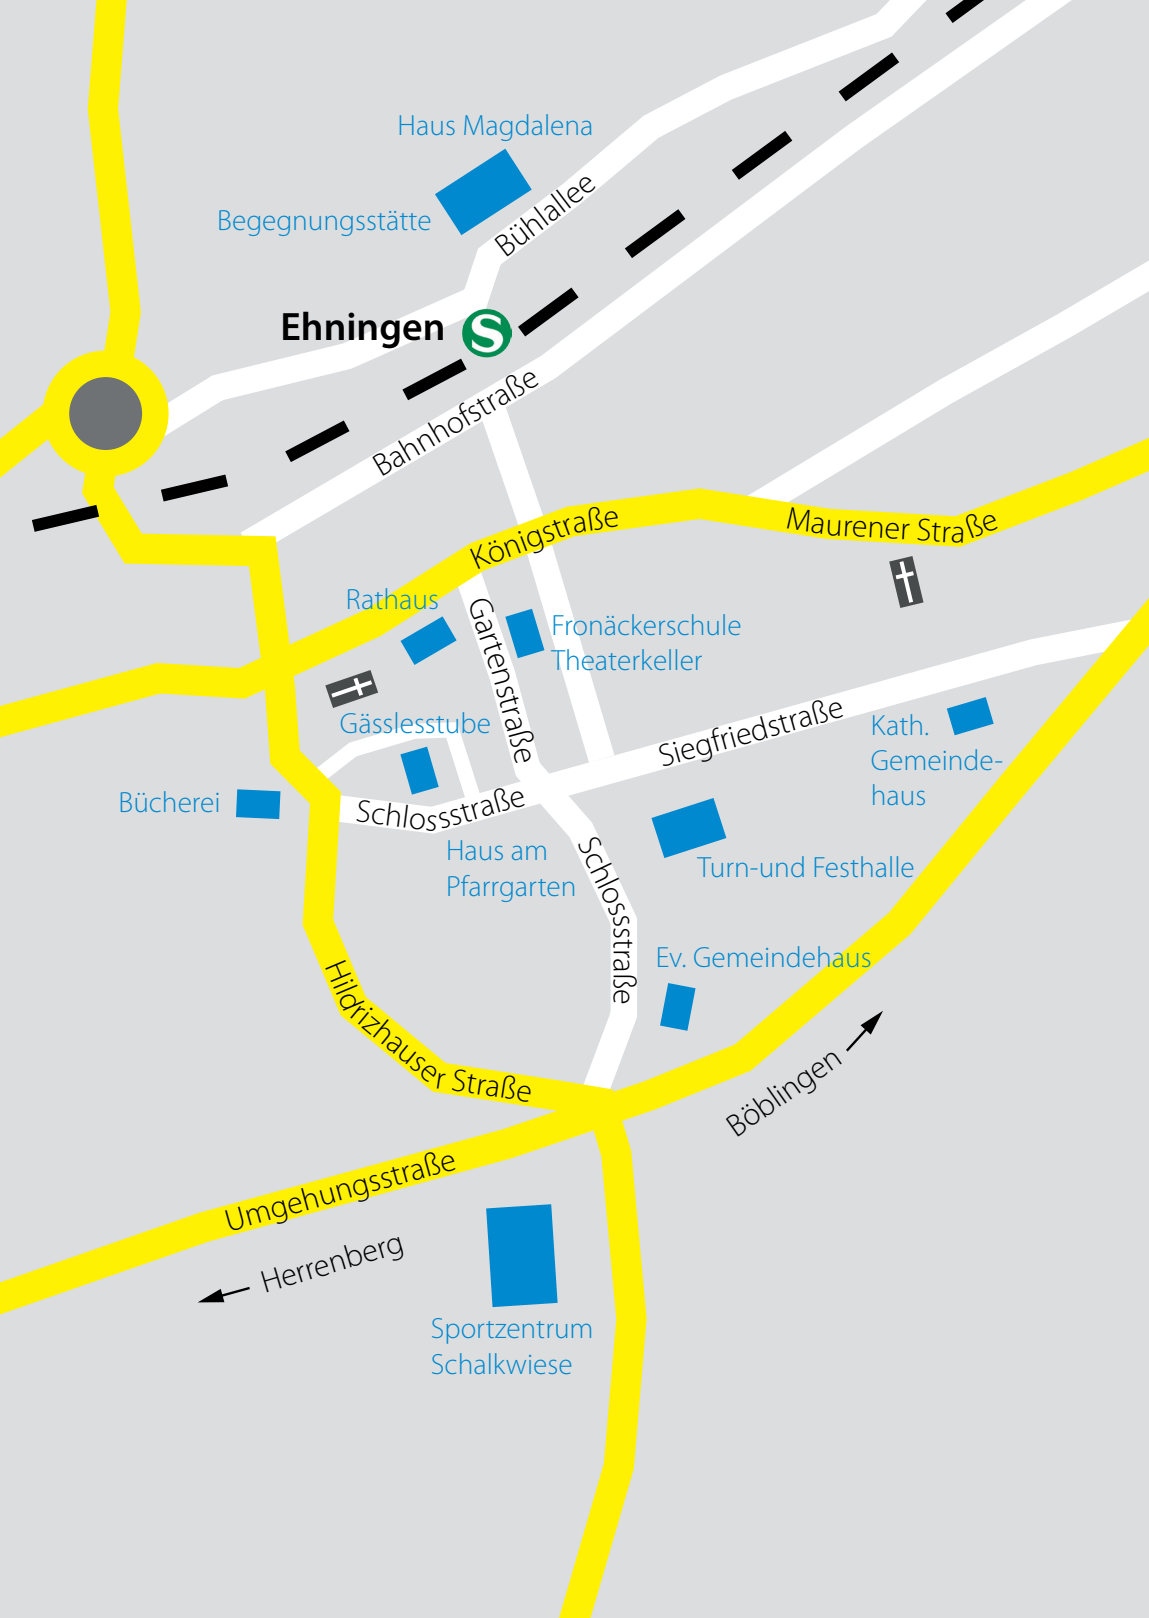 Haus Magdalena
Begegnungsstätte
Bühlallee
Ehningen
S
Bahnhofstraße
Königstraße
Maurener Straße
Rathaus
Gartenstraße
Fronäckerschule
Theaterkeller
Gässlesstube
Siegfriedstraße
Kath.
Gemeinde-
haus
Bücherei
Schlossstraße
Haus am
Pfarrgarten
Schlossstraße
Turn-und Festhalle
Ev. Gemeindehaus
Hildrizhauser Straße
Böblingen
Umgehungsstraße
Herrenberg
Sportzentrum
Schalkwiese